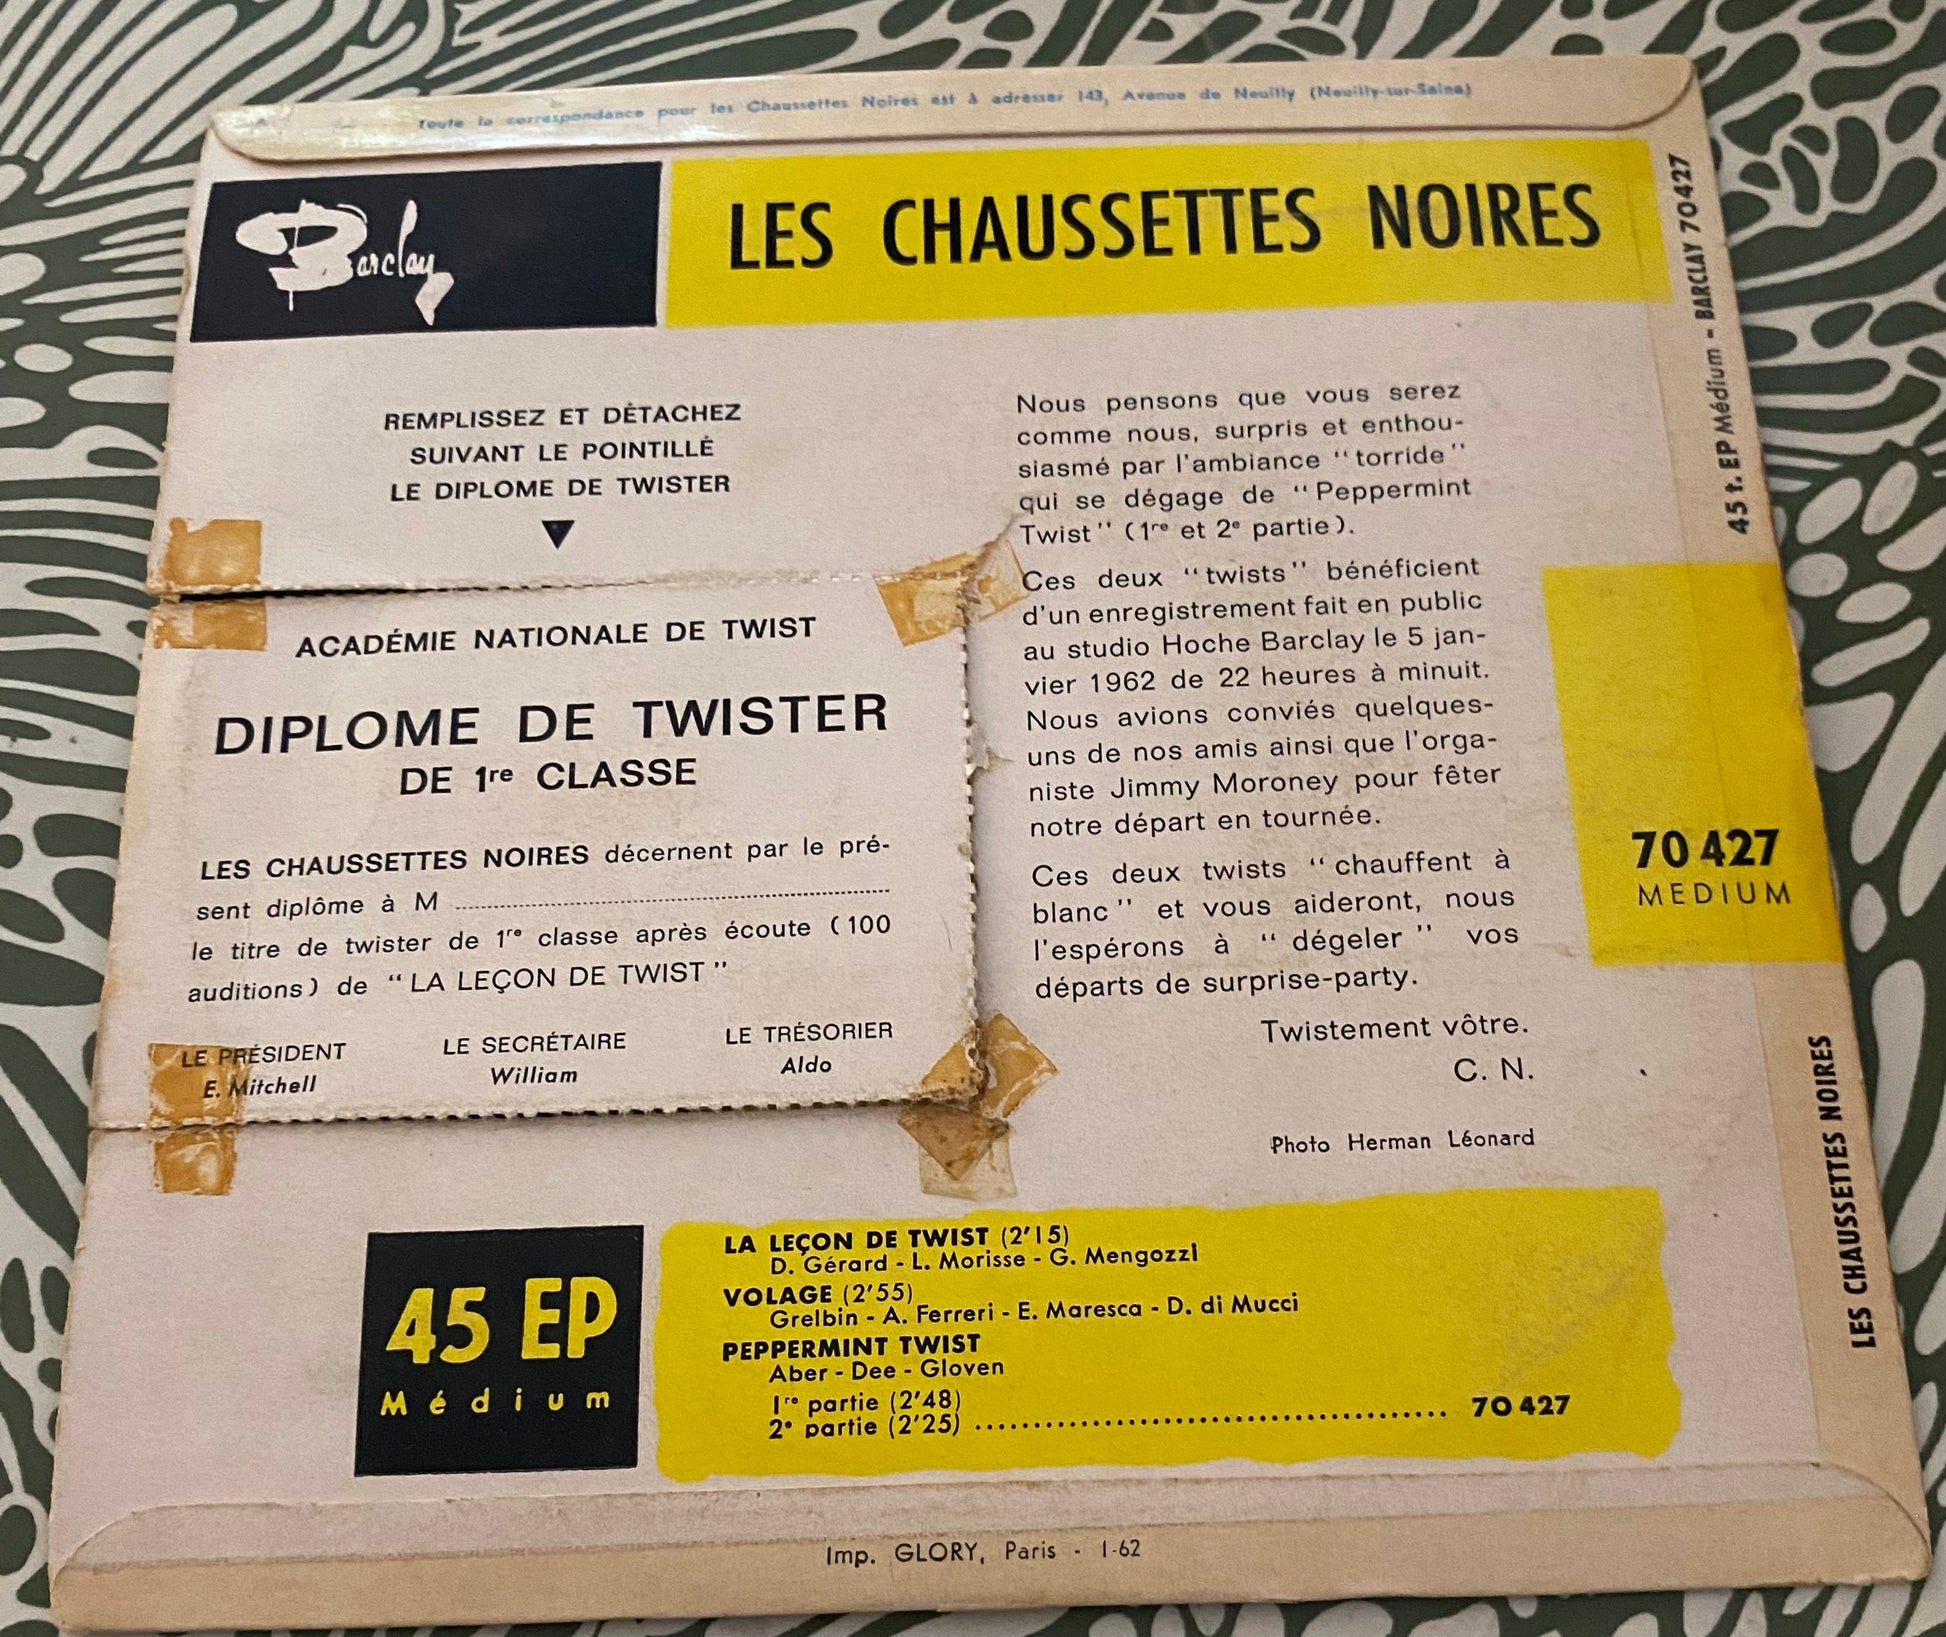 Toute la correspondance pour les Chaussettes Noires est à adresser 143, Avenue de Neuilly (Neuilly-sur-Seine)
Barclay
LES CHAUSSETTES NOIRES
45 t. EP Médium - BARCLAY 70427
REMPLISSEZ ET DÉTACHEZ
SUIVANT LE POINTILLÉ
LE DIPLOME DE TWISTER
ACADÉMIE NATIONALE DE TWIST
DIPLOME DE TWISTER
DE 1re CLASSE
LES CHAUSSETTES NOIRES décernent par le pré-
sent diplôme à M ..........
le titre de twister de 1re classe après écoute (100
auditions) de “LA LEÇON DE TWIST”
LE PRÉSIDENT
E. Mitchell
LE SECRÉTAIRE
William
LE TRÉSORIER
Aldo
Nous pensons que vous serez
comme nous, surpris et enthou-
siasmé par l'ambiance “torride”
qui se dégage de “Peppermint
Twist” (1re et 2e partie).
Ces deux “twists” bénéficient
d'un enregistrement fait en public
au studio Hoche Barclay le 5 jan-
vier 1962 de 22 heures à minuit.
Nous avions conviés quelques-
uns de nos amis ainsi que l'orga-
niste Jimmy Moroney pour fêter
notre départ en tournée.
Ces deux twists “chauffent à
blanc” et vous aideront, nous
l'espérons à “dégeler” vos
départs de surprise-party.
Twistement vôtre.
C. N.
Photo Herman Léonard
70 427
MEDIUM
LES CHAUSSETTES NOIRES
45 EP
Médium
LA LEÇON DE TWIST (2'15)
D. Gérard - L. Morisse - G. Mengozzi
VOLAGE (2'55)
Grelbin - A. Ferreri - E. Maresca - D. di Mucci
PEPPERMINT TWIST
Aber - Dee - Gloven
1re partie (2'48)
2e partie (2'25) .......... 70 427
Imp. GLORY, Paris - 1-62